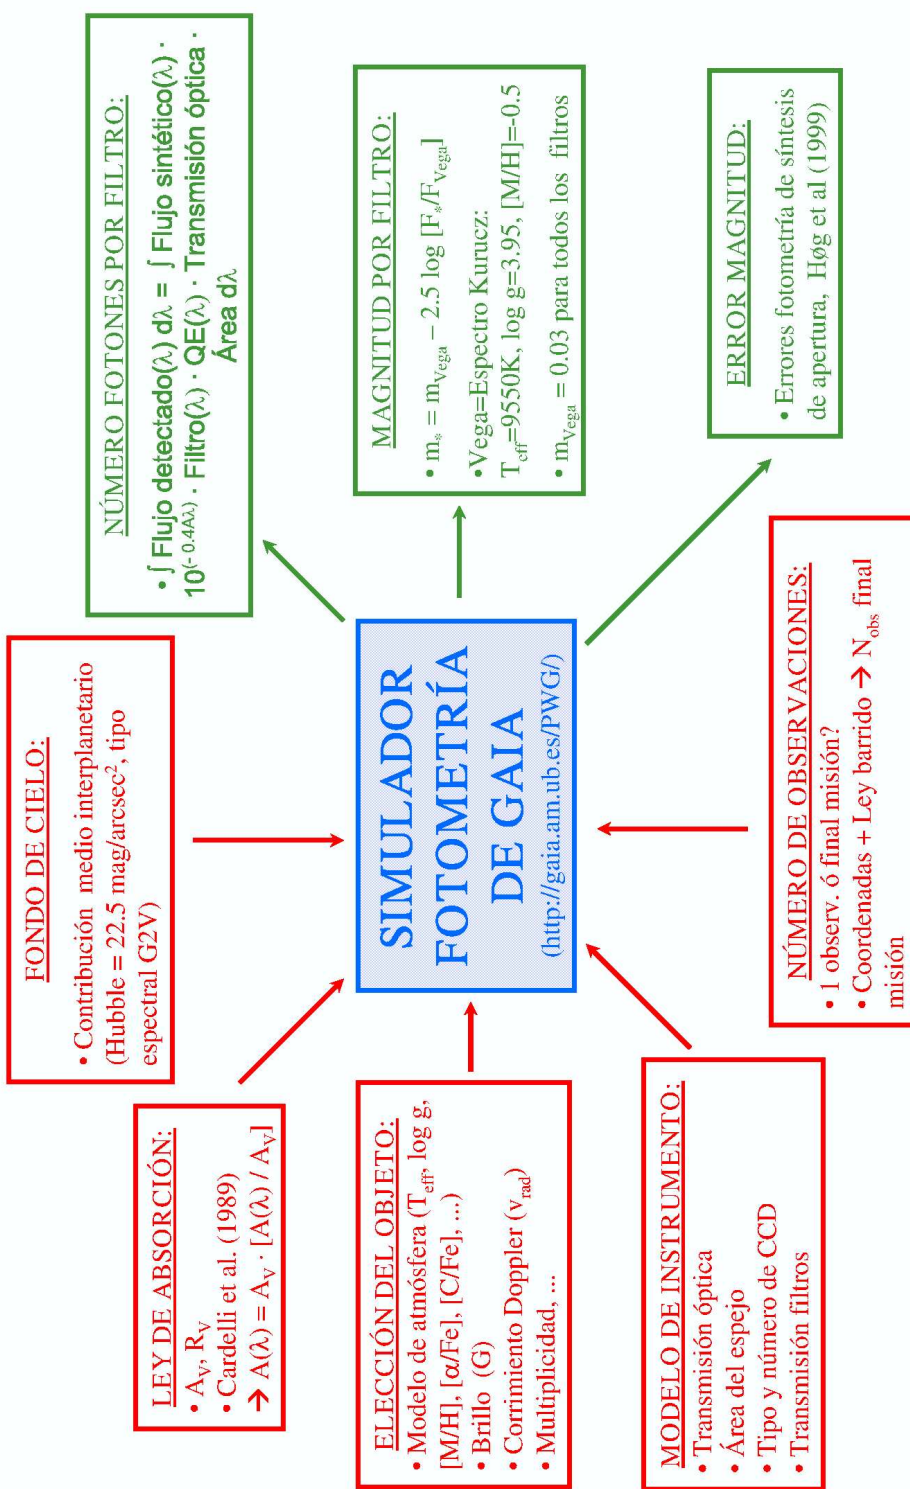 LEY DE ABSORCIÓN:
• A_V, R_V
• Cardelli et al. (1989)
➔ A(λ) = A_V · [A(λ) / A_V]
FONDO DE CIELO:
• Contribución medio interplanetario
(Hubble = 22.5 mag/arcsec², tipo
espectral G2V)
ELECCIÓN DEL OBJETO:
• Modelo de atmósfera (T_eff, log g,
[M/H], [α/Fe], [C/Fe], ...)
• Brillo (G)
• Corrimiento Doppler (v_rad)
• Multiplicidad, ...
MODELO DE INSTRUMENTO:
• Transmisión óptica
• Área del espejo
• Tipo y número de CCD
• Transmisión filtros
NÚMERO DE OBSERVACIONES:
• 1 observ. ó final misión?
• Coordenadas + Ley barrido ➔ N_obs final
misión
SIMULADOR
FOTOMETRÍA
DE GAIA
(http://gaia.am.ub.es/PWG/)
NÚMERO FOTONES POR FILTRO:
• ∫ Flujo detectado(λ) dλ = ∫ Flujo sintético(λ) ·
10^(- 0.4Aλ) · Filtro(λ) · QE(λ) · Transmisión óptica ·
Área dλ
MAGNITUD POR FILTRO:
• m_* = m_Vega – 2.5 log [F_*/F_Vega]
•Vega=Espectro Kurucz:
T_eff=9550K, log g=3.95, [M/H]=-0.5
• m_Vega = 0.03 para todos los filtros
ERROR MAGNITUD:
• Errores fotometría de síntesis
de apertura, Høg et al (1999)